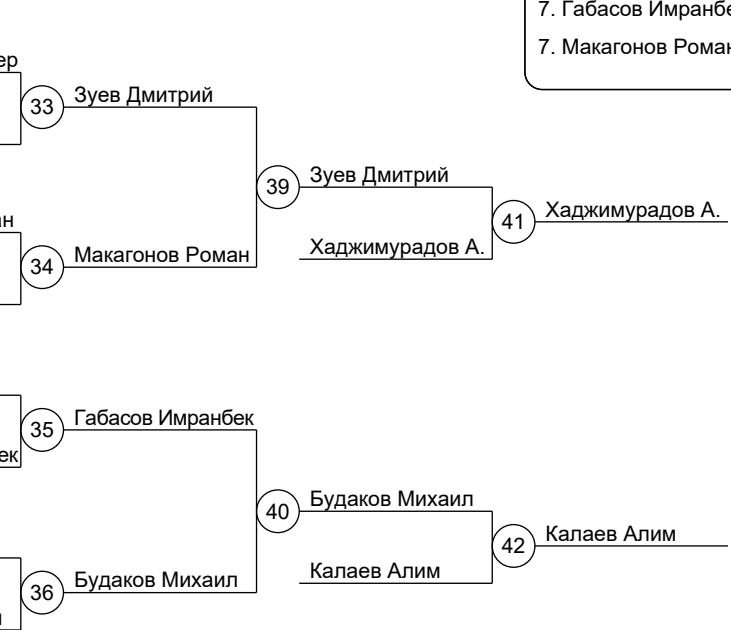 7. Габасов
7. Макагонов Роман
33 Зуев Дмитрий
39 Зуев Дмитрий
41 Хаджимурадов А.
34 Макагонов Роман
Хаджимурадов А.
35 Габасов Имранбек
40 Будаков Михаил
42 Калаев Алим
36 Будаков Михаил
Калаев Алим